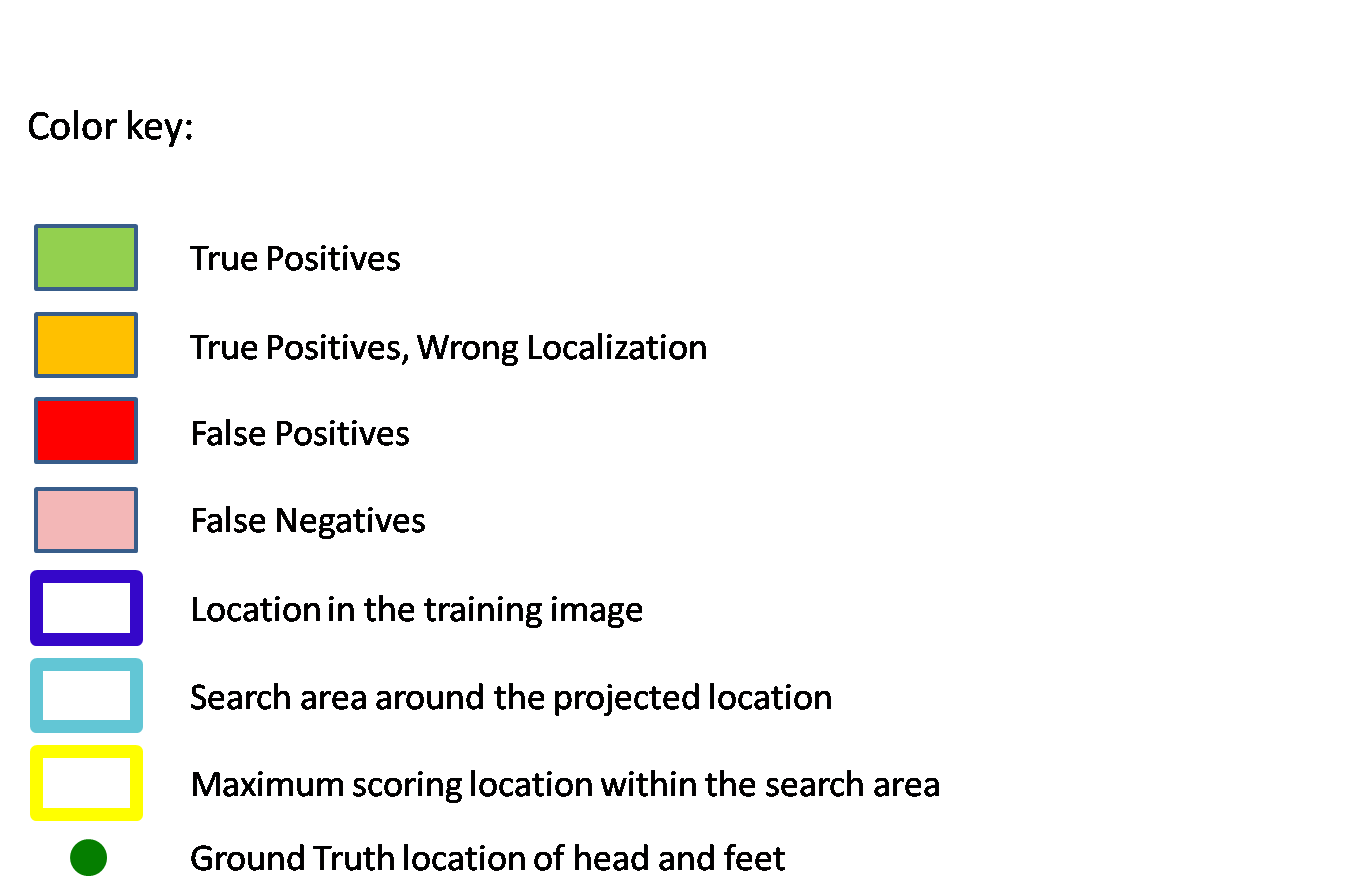 Color key:
True Positives
True Positives, Wrong Localization
False Positives
False Negatives
Location in the training image
Search area around the projected location
Maximum scoring location within the search area
Ground Truth location of head and feet